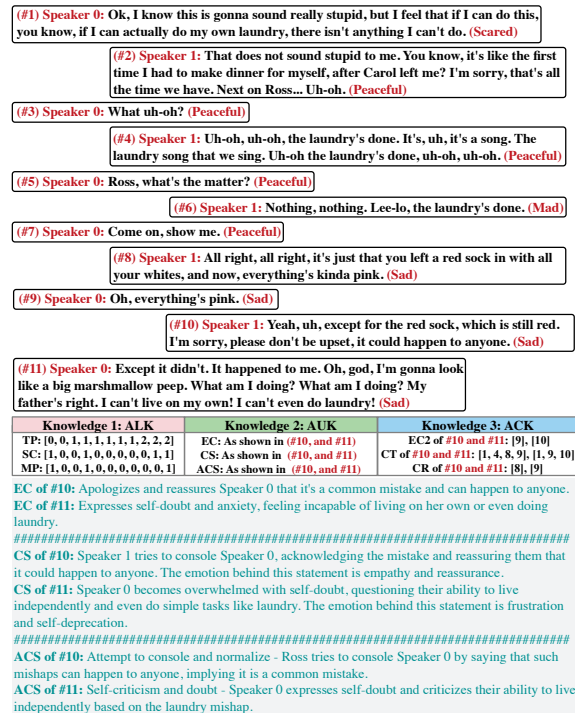 (#1) Speaker 0: Ok, I know this is gonna sound really stupid, but I feel that if I can do this,
you know, if I can actually do my own laundry, there isn't anything I can't do. (Scared)
(#2) Speaker 1: That does not sound stupid to me. You know, it's like the first
time I had to make dinner for myself, after Carol left me? I'm sorry, that's all
the time we have. Next on Ross... Uh-oh. (Peaceful)
(#3) Speaker 0: What uh-oh? (Peaceful)
(#4) Speaker 1: Uh-oh, uh-oh, the laundry's done. It's, uh, it's a song. The
laundry song that we sing. Uh-oh the laundry's done, uh-oh, uh-oh. (Peaceful)
(#5) Speaker 0: Ross, what's the matter? (Peaceful)
(#6) Speaker 1: Nothing, nothing. Lee-lo, the laundry's done. (Mad)
(#7) Speaker 0: Come on, show me. (Peaceful)
(#8) Speaker 1: All right, all right, it's just that you left a red sock in with all
your whites, and now, everything's kinda pink. (Sad)
(#9) Speaker 0: Oh, everything's pink. (Sad)
(#10) Speaker 1: Yeah, uh, except for the red sock, which is still red.
I'm sorry, please don't be upset, it could happen to anyone. (Sad)
(#11) Speaker 0: Except it didn't. It happened to me. Oh, god, I'm gonna look
like a big marshmallow peep. What am I doing? What am I doing? My
father's right. I can't live on my own! I can't even do laundry! (Sad)
Knowledge 1: ALK Knowledge 2: AUK Knowledge 3: ACK
TP: [0, 0, 1, 1, 1, 1, 1, 1, 2, 2, 2] EC: As shown in (#10, and #11) EC2 of #10 and #11: [9], [10]
SC: [1, 0, 0, 1, 0, 0, 0, 0, 0, 1, 1] CS: As shown in (#10, and #11) CT of #10 and #11: [1, 4, 8, 9], [1, 9, 10]
MP: [1, 0, 0, 1, 0, 0, 0, 0, 0, 0, 1] ACS: As shown in (#10, and #11) CR of #10 and #11: [8], [9]
EC of #10: Apologizes and reassures Speaker 0 that it's a common mistake and can happen to anyone.
EC of #11: Expresses self-doubt and anxiety, feeling incapable of living on her own or even doing
laundry.
################################################################################
CS of #10: Speaker 1 tries to console Speaker 0, acknowledging the mistake and reassuring them that
it could happen to anyone. The emotion behind this statement is empathy and reassurance.
CS of #11: Speaker 0 becomes overwhelmed with self-doubt, questioning their ability to live
independently and even do simple tasks like laundry. The emotion behind this statement is frustration
and self-deprecation.
################################################################################
ACS of #10: Attempt to console and normalize - Ross tries to console Speaker 0 by saying that such
mishaps can happen to anyone, implying it is a common mistake.
ACS of #11: Self-criticism and doubt - Speaker 0 expresses self-doubt and criticizes their ability to live
independently based on the laundry mishap.